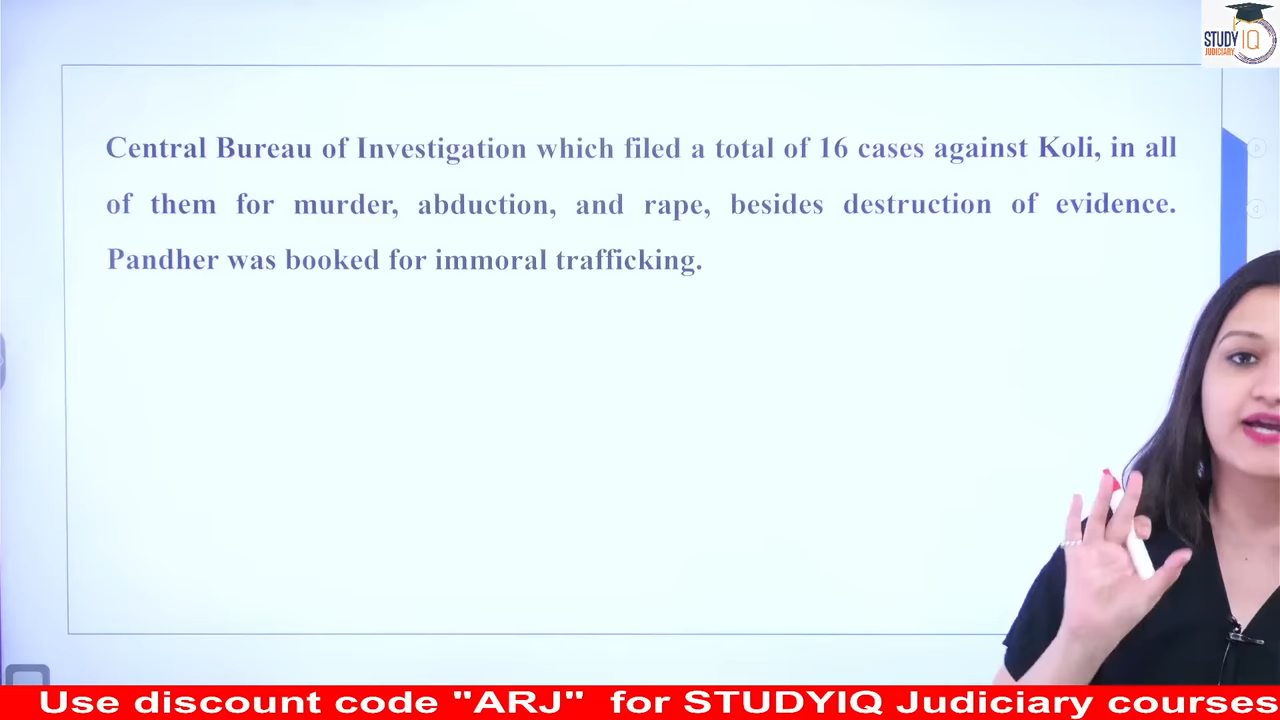 STUDY IQ
JUDICIARY
Central Bureau of Investigation which filed a total of 16 cases against Koli, in all
of them for murder, abduction, and rape, besides destruction of evidence.
Pandher was booked for immoral trafficking.
Use discount code "ARJ" for STUDYIQ Judiciary courses